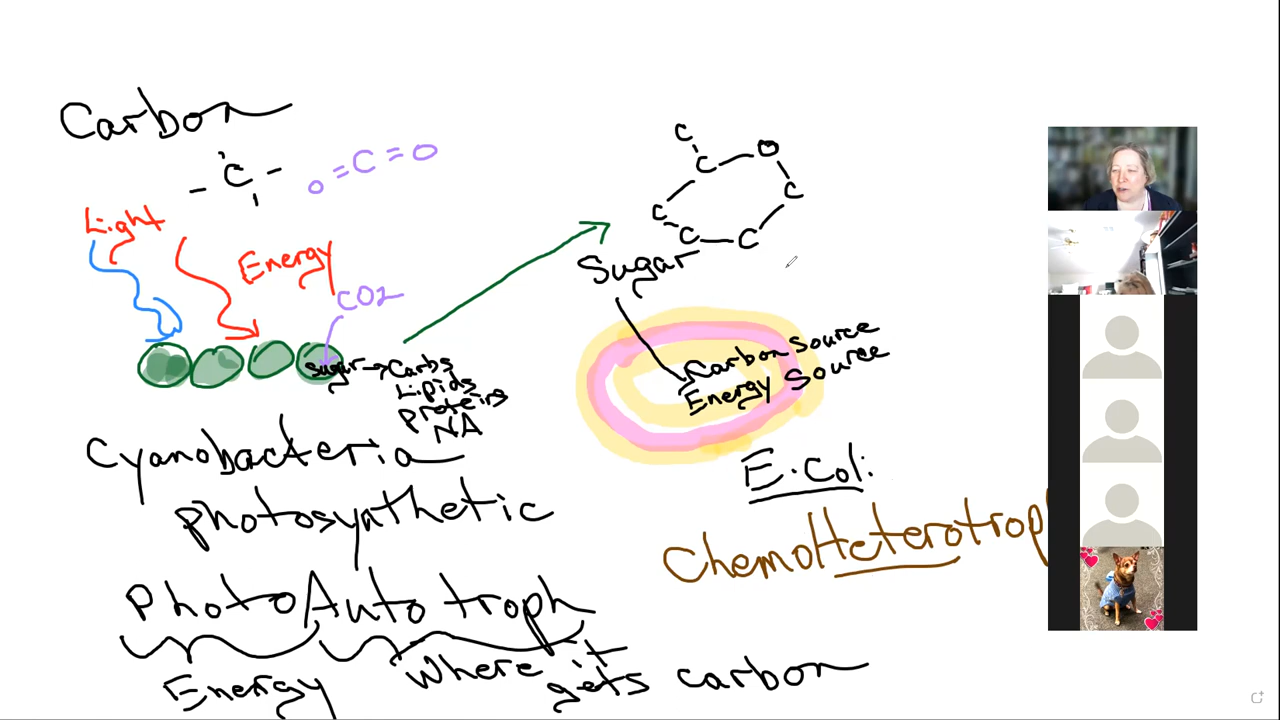 Carbon
- C -
O = C = O
Light
Energy
CO2
sugar → Carbs
Lipids
proteins
NA
Cyanobacteria
photosythetic
PhotoAutotroph
Energy
where it
gets carbon
C
C O
C C
C C
Sugar
Carbon Source
Energy Source
E. Coli
ChemoHeterotroph